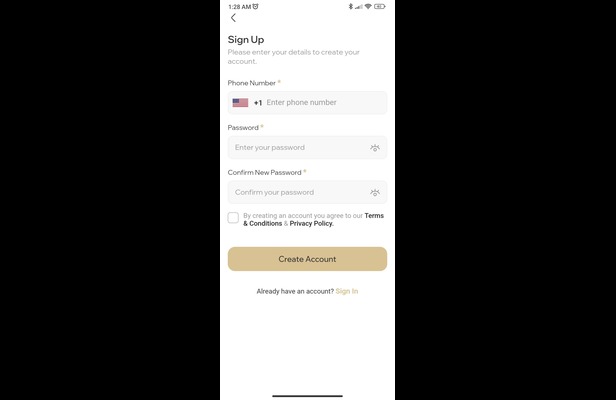 1:28 AM
Sign Up
Please enter your details to create your
account.
Phone Number *
+1 Enter phone number
Password *
Enter your password
Confirm New Password *
Confirm your password
By creating an account you agree to our Terms
& Conditions & Privacy Policy.
Create Account
Already have an account? Sign In